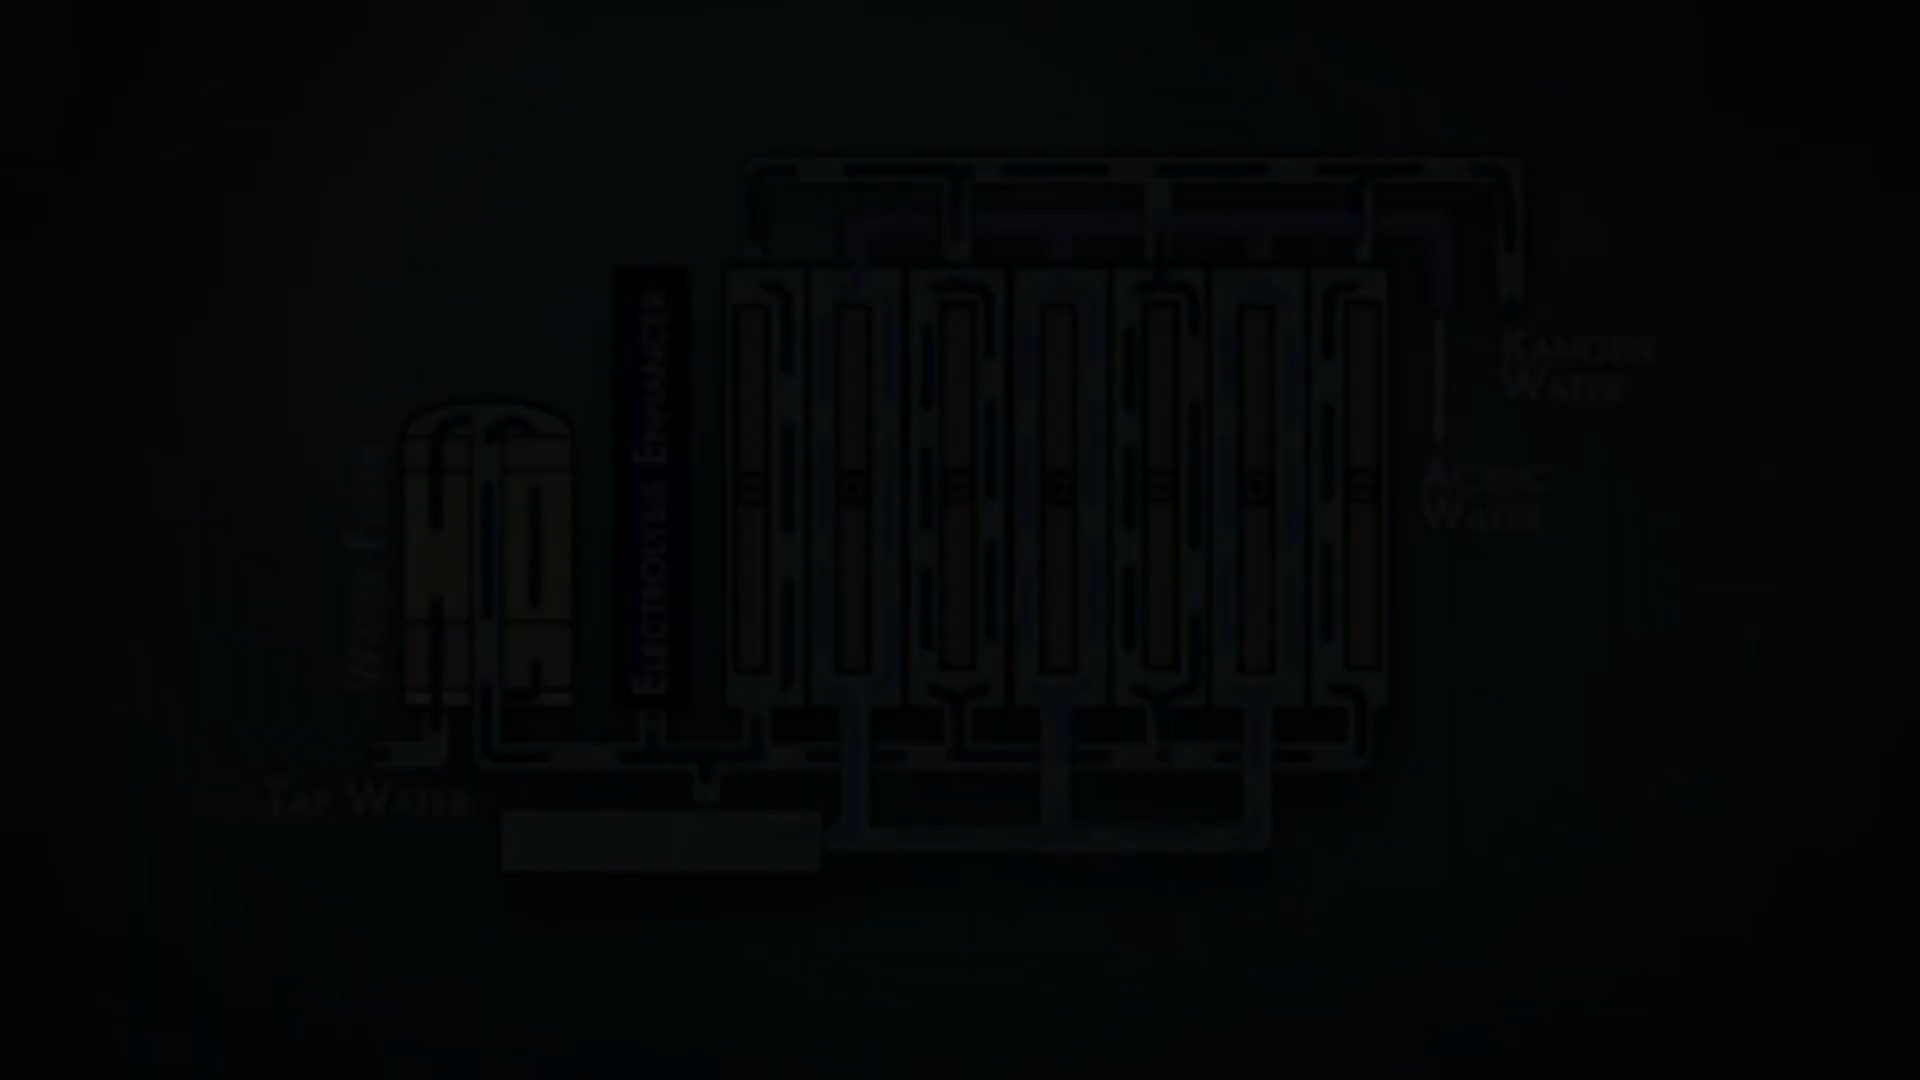 KANGEN
WATER
ACIDIC
WATER
ELECTROLYSIS ENHANCER
WATER FILTER
TAP WATER